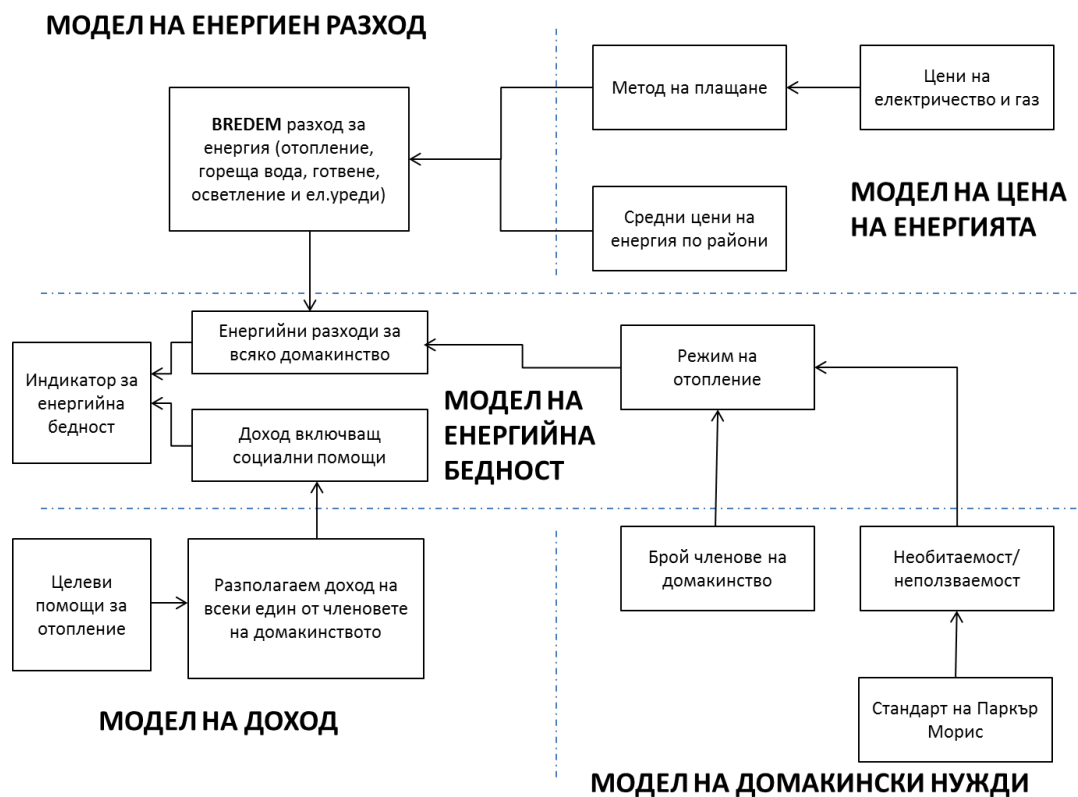 МОДЕЛ НА ЕНЕРГИЕН РАЗХОД
BREDEM разход за
енергия (отопление,
гореща вода, готвене,
осветление и ел.уреди)
Метод на плащане
Цени на
електричество и газ
Средни цени на
енергия по райони
МОДЕЛ НА ЦЕНА
НА ЕНЕРГИЯТА
Енергийни разходи за
всяко домакинство
Индикатор за
енергийна
бедност
Доход включващ
социални помощи
МОДЕЛ НА
ЕНЕРГИЙНА
БЕДНОСТ
Режим на
отопление
Целеви
помощи за
отопление
Разполагаем доход на
всеки един от членовете
на домакинството
Брой членове на
домакинство
Необитаемост/
неползваемост
МОДЕЛ НА ДОХОД
Стандарт на Паркър
Морис
МОДЕЛ НА ДОМАКИНСКИ НУЖДИ